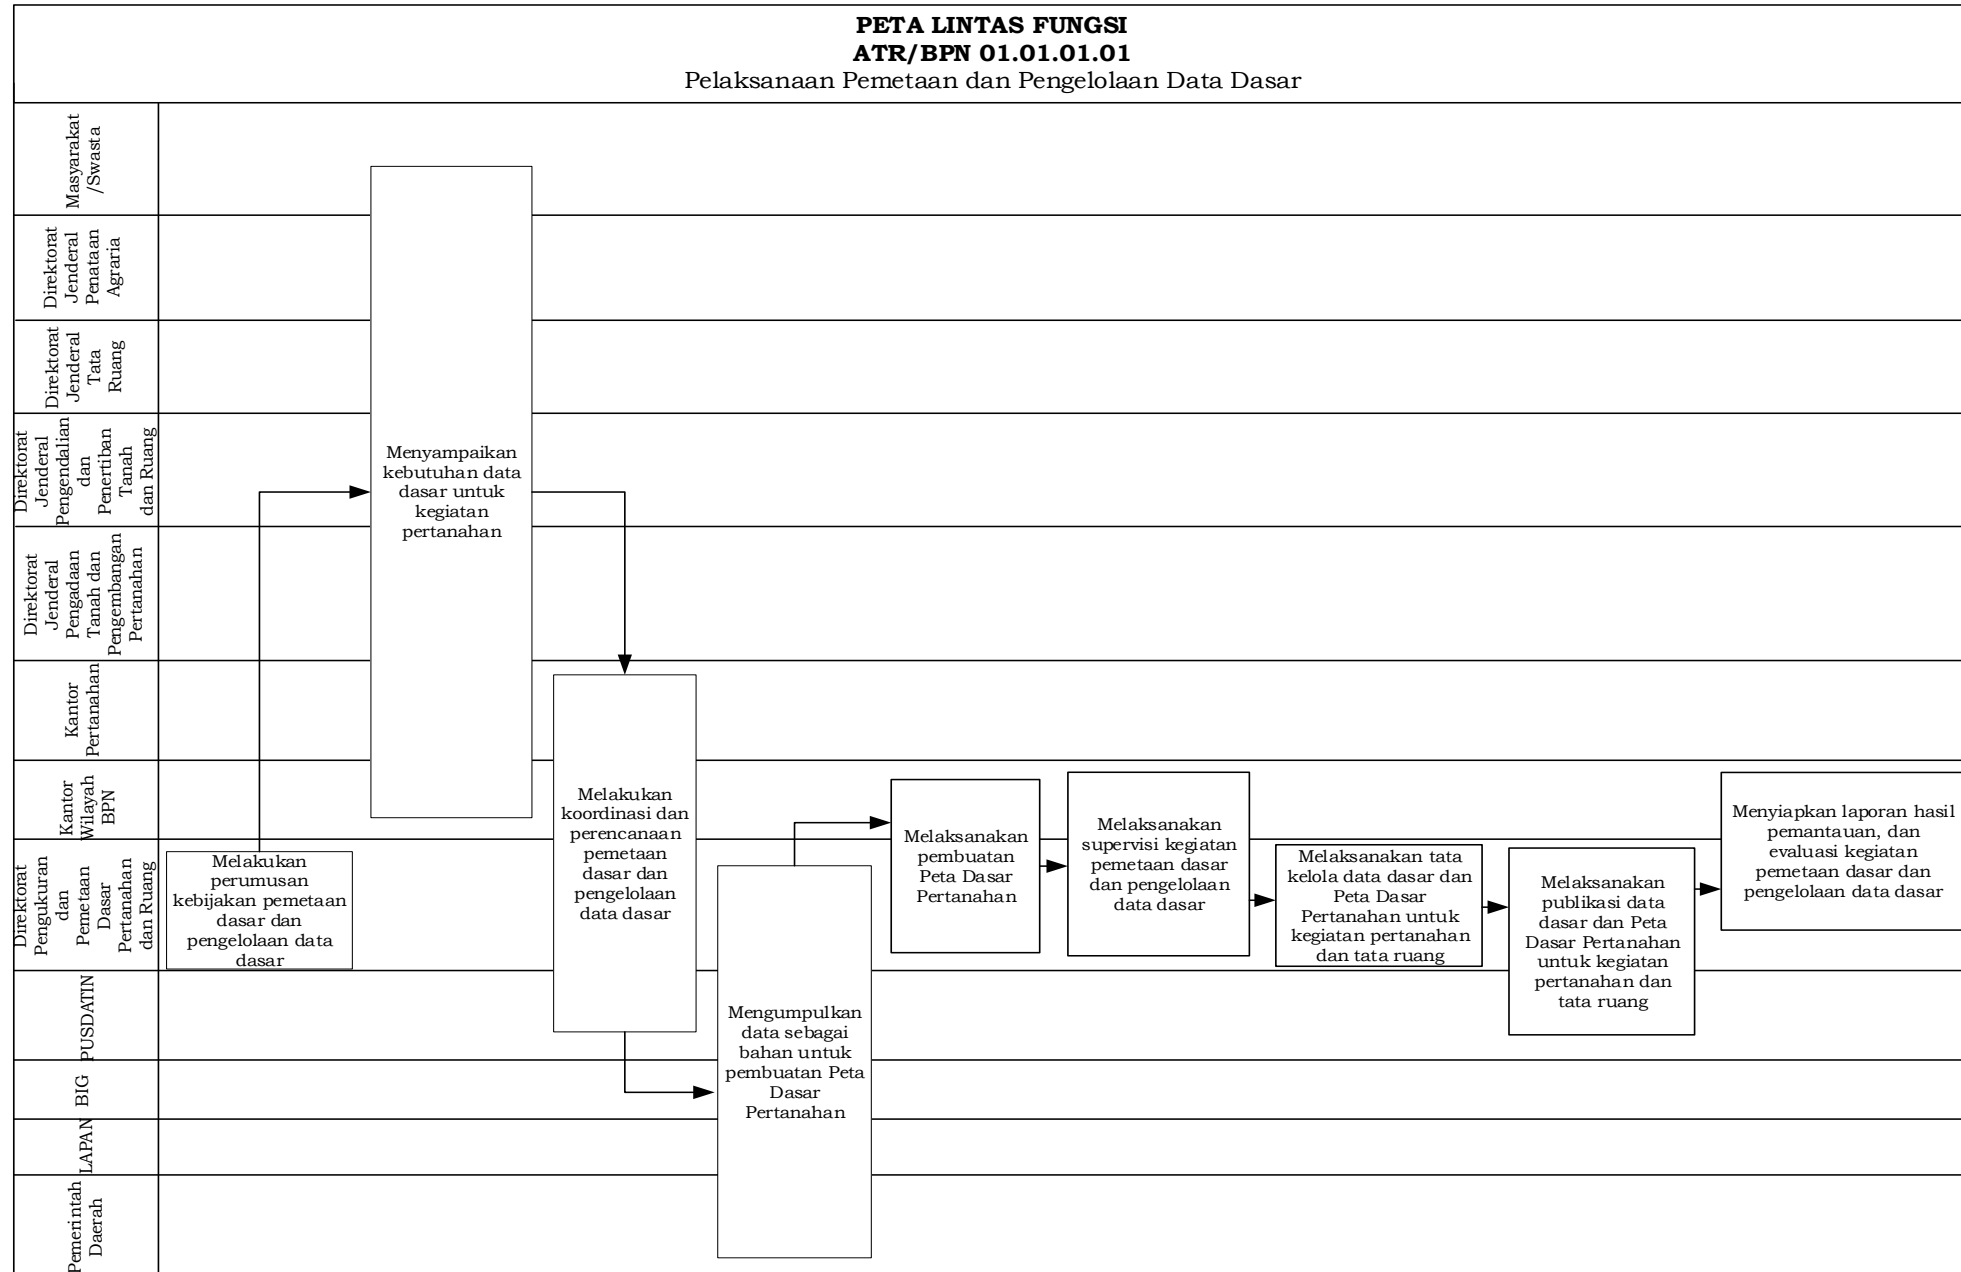 PETA LINTAS FUNGSI
ATR/BPN 01.01.01.01
Pelaksanaan Pemetaan dan Pengelolaan Data Dasar
Masyarakat
/Swasta
Direktorat
Jenderal
Penataan
Agraria
Direktorat
Jenderal
Tata
Ruang
Direktorat
Jenderal
Pengendalian
dan
Penertiban
Tanah
dan Ruang
Direktorat
Jenderal
Pengadaan
Tanah dan
Pengembangan
Pertanahan
Kantor
Pertanahan
Kantor
Wilayah
BPN
Direktorat
Pengukuran
dan
Pemetaan
Dasar
Pertanahan
dan Ruang
PUSDATIN
BIG
LAPAN
Pemerintah
Daerah
Melakukan
perumusan
kebijakan pemetaan
dasar dan
pengelolaan data
dasar
Menyampaikan
kebutuhan data
dasar untuk
kegiatan
pertanahan
Melakukan
koordinasi dan
perencanaan
pemetaan
dasar dan
pengelolaan
data dasar
Mengumpulkan
data sebagai
bahan untuk
pembuatan Peta
Dasar
Pertanahan
Melaksanakan
pembuatan
Peta Dasar
Pertanahan
Melaksanakan
supervisi kegiatan
pemetaan dasar
dan pengelolaan
data dasar
Melaksanakan tata
kelola data dasar dan
Peta Dasar
Pertanahan untuk
kegiatan pertanahan
dan tata ruang
Melaksanakan
publikasi data
dasar dan Peta
Dasar Pertanahan
untuk kegiatan
pertanahan dan
tata ruang
Menyiapkan laporan hasil
pemantauan, dan
evaluasi kegiatan
pemetaan dasar dan
pengelolaan data dasar